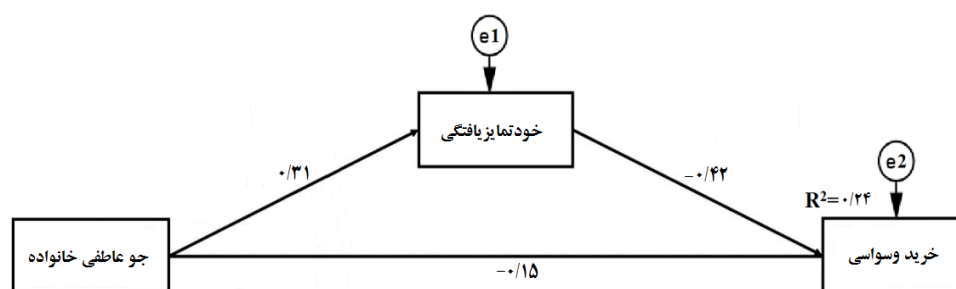 e1
خودتمایزیافتگی
۰/۳۱
-۰/۴۲
e2
R²=۰/۲۴
جو عاطفی خانواده
خرید وسواسی
-۰/۱۵